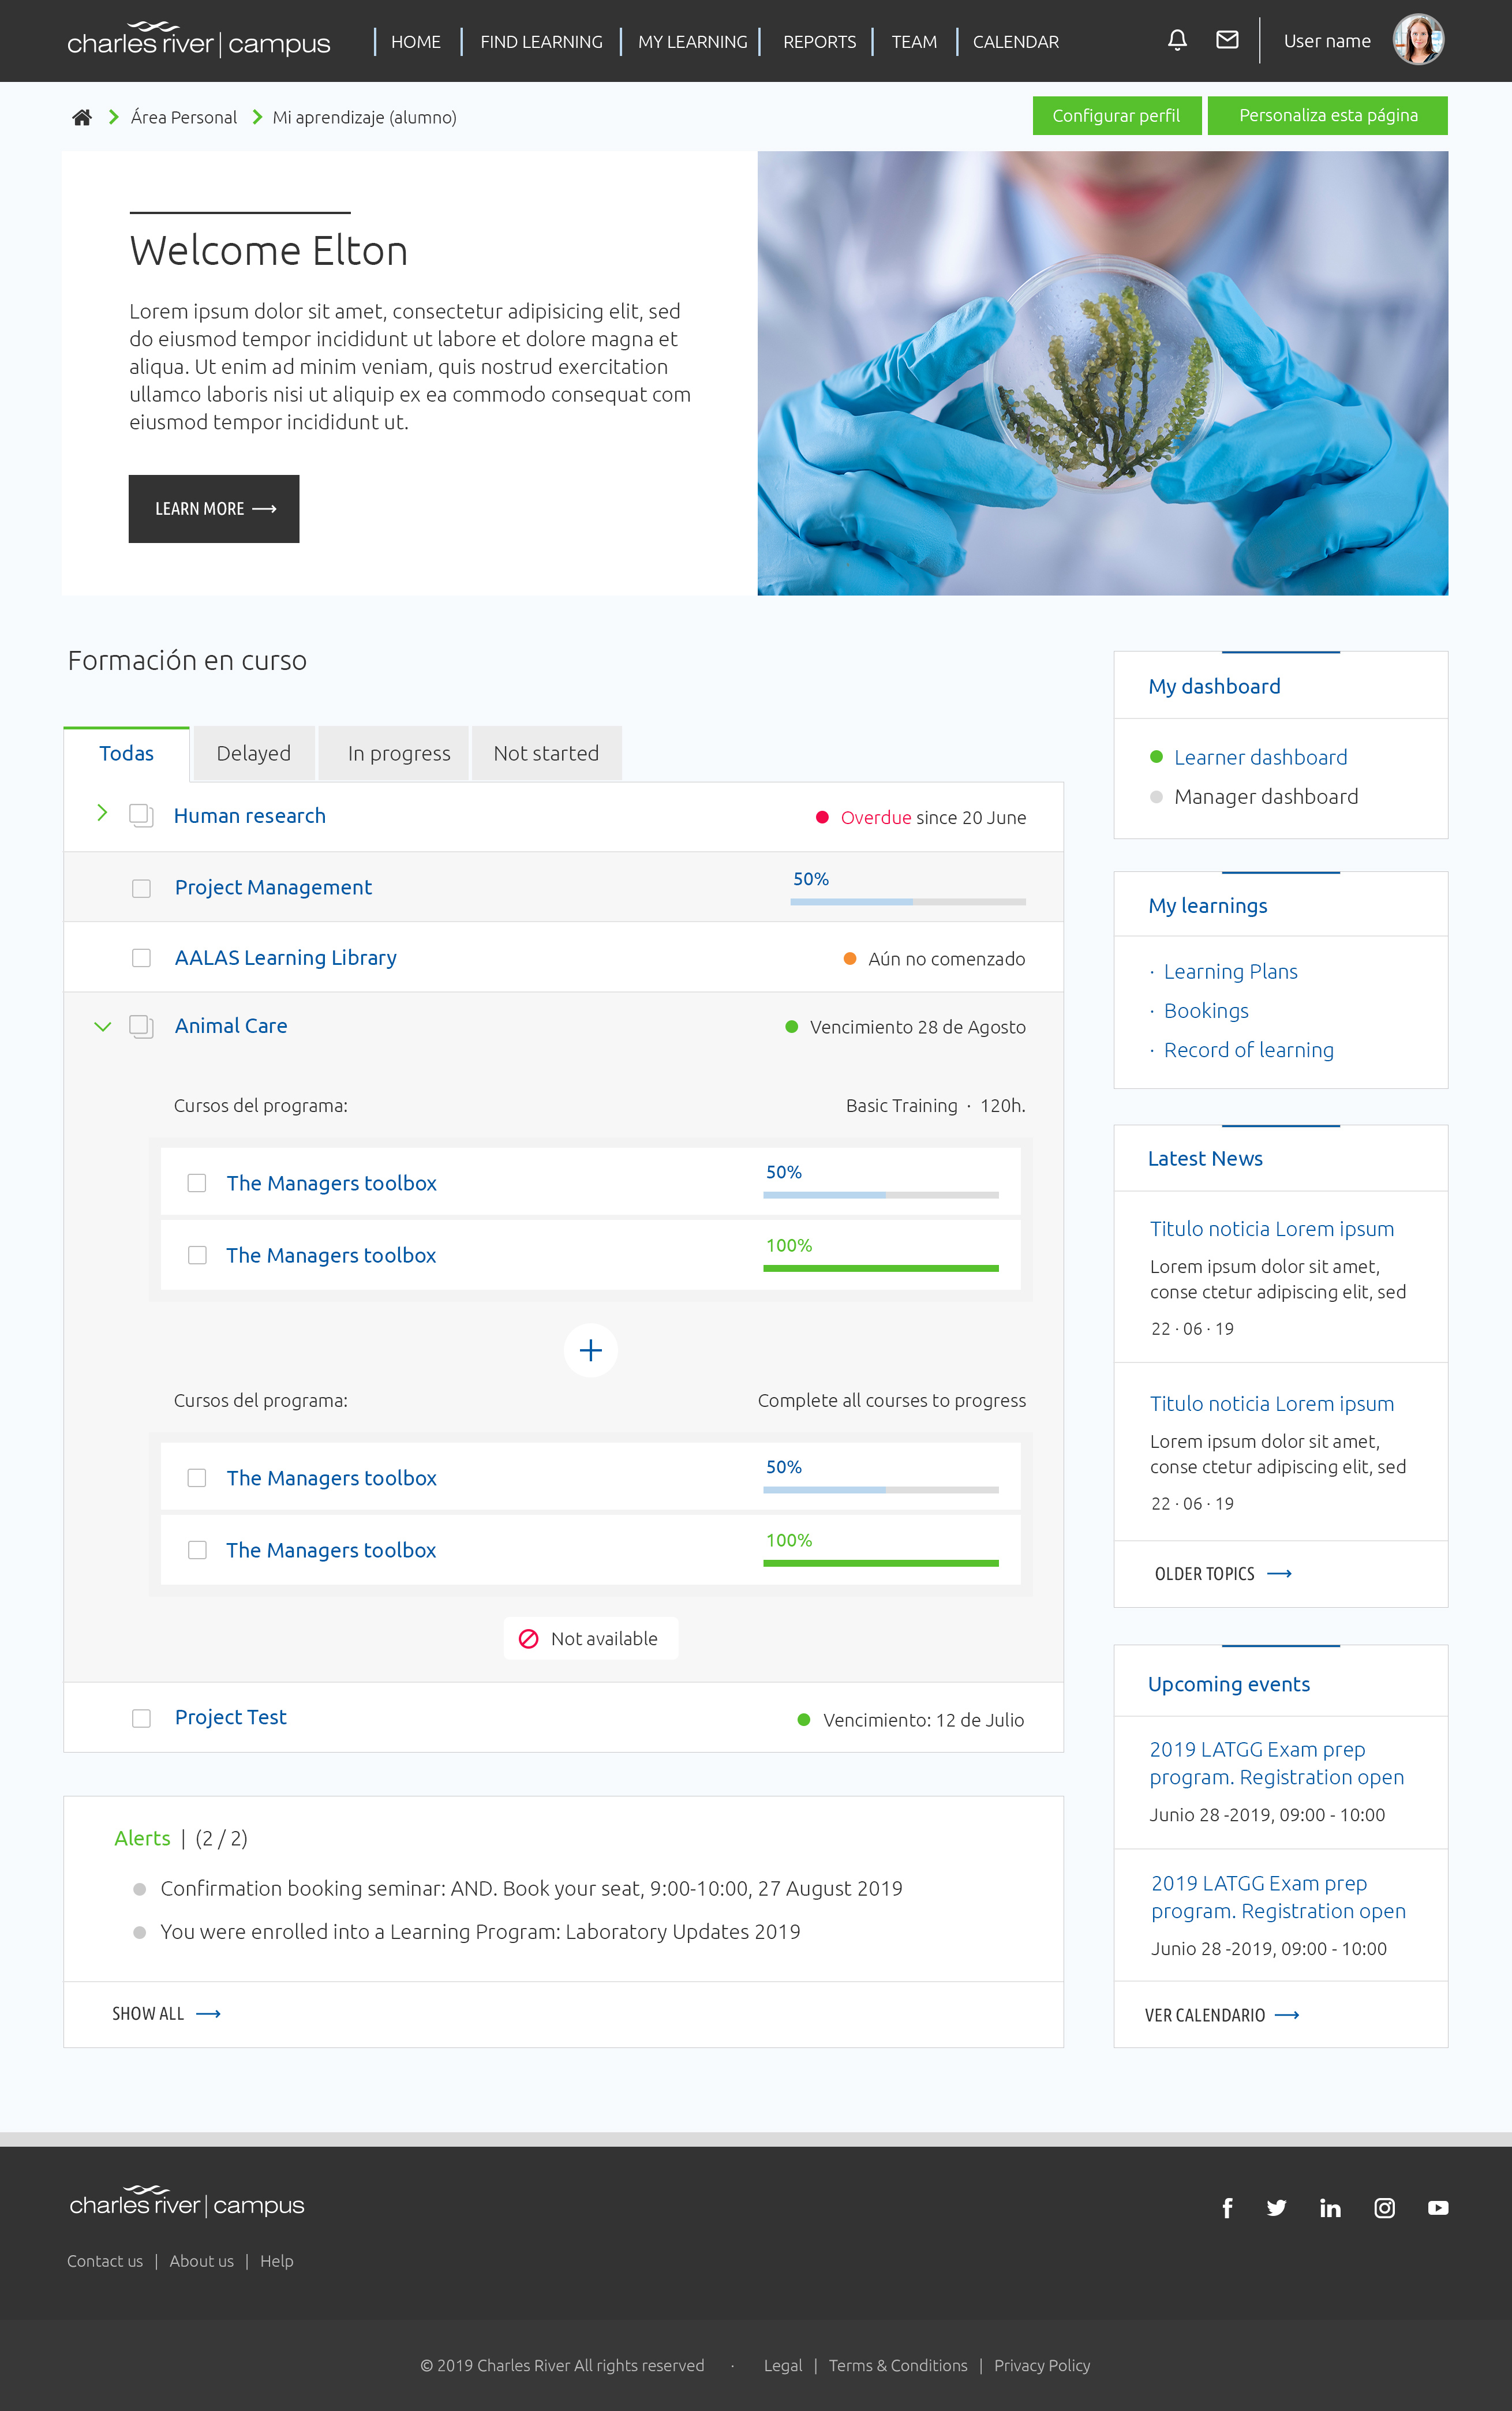 charles river | campus
HOME
FIND LEARNING
MY LEARNING
REPORTS
TEAM
CALENDAR
User name
Área Personal
Mi aprendizaje (alumno)
Configurar perfil
Personaliza esta página
Welcome Elton
Lorem ipsum dolor sit amet, consectetur adipisicing elit, sed
do eiusmod tempor incididunt ut labore et dolore magna et
aliqua. Ut enim ad minim veniam, quis nostrud exercitation
ullamco laboris nisi ut aliquip ex ea commodo consequat com
eiusmod tempor incididunt ut.
LEARN MORE
Formación en curso
Todas
Delayed
In progress
Not started
Human research
Overdue since 20 June
Project Management
50%
AALAS Learning Library
Aún no comenzado
Animal Care
Vencimiento 28 de Agosto
Cursos del programa:
Basic Training · 120h.
The Managers toolbox
50%
The Managers toolbox
100%
Cursos del programa:
Complete all courses to progress
The Managers toolbox
50%
The Managers toolbox
100%
Not available
Project Test
Vencimiento: 12 de Julio
Alerts | (2 / 2)
Confirmation booking seminar: AND. Book your seat, 9:00-10:00, 27 August 2019
You were enrolled into a Learning Program: Laboratory Updates 2019
SHOW ALL
My dashboard
Learner dashboard
Manager dashboard
My learnings
· Learning Plans
· Bookings
· Record of learning
Latest News
Titulo noticia Lorem ipsum
Lorem ipsum dolor sit amet,
conse ctetur adipiscing elit, sed
22 · 06 · 19
Titulo noticia Lorem ipsum
Lorem ipsum dolor sit amet,
conse ctetur adipiscing elit, sed
22 · 06 · 19
OLDER TOPICS
Upcoming events
2019 LATGG Exam prep
program. Registration open
Junio 28 -2019, 09:00 - 10:00
2019 LATGG Exam prep
program. Registration open
Junio 28 -2019, 09:00 - 10:00
VER CALENDARIO
charles river | campus
Contact us | About us | Help
© 2019 Charles River All rights reserved · Legal | Terms & Conditions | Privacy Policy